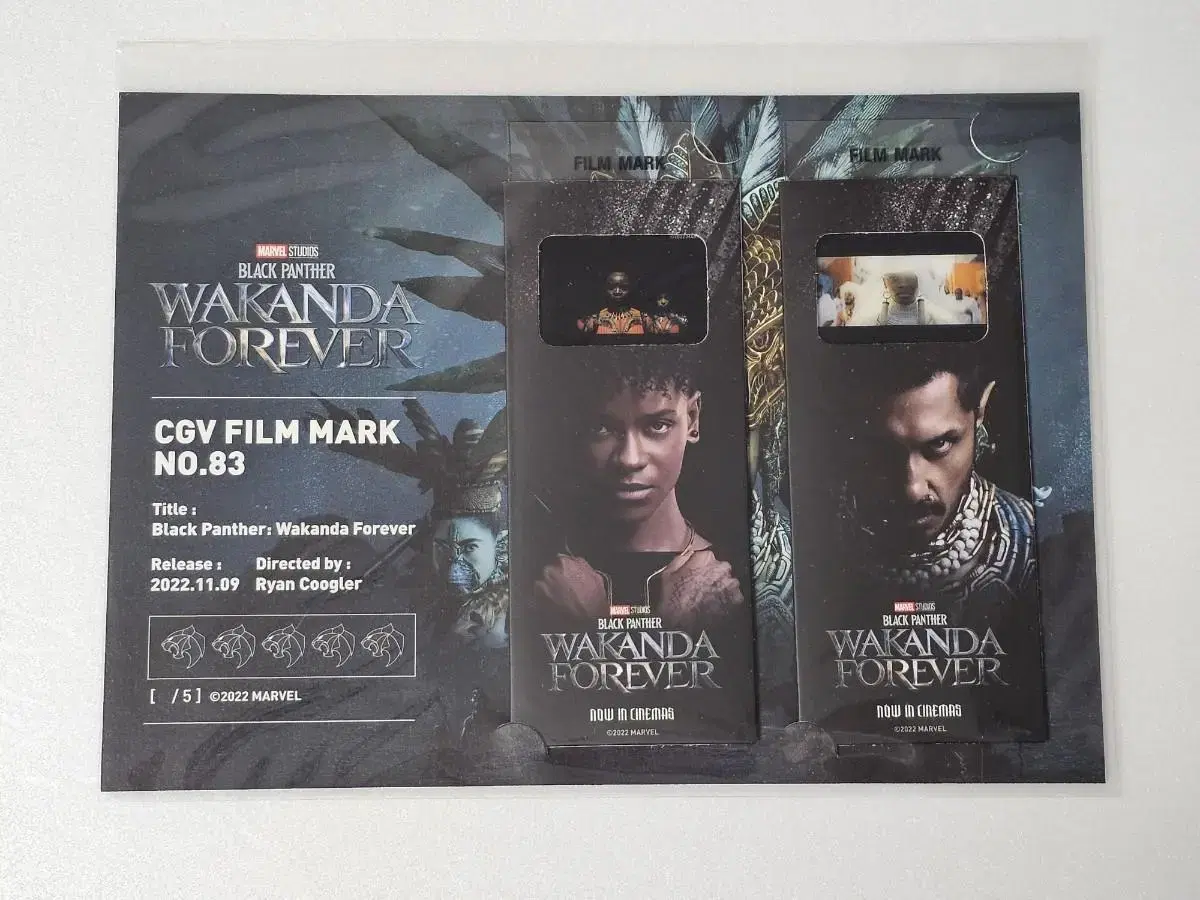 MARVEL STUDIOS
BLACK PANTHER
WAKANDA
FOREVER
CGV FILM MARK
NO.83
Title :
Black Panther: Wakanda Forever
Release :
2022.11.09
Directed by :
Ryan Coogler
[ /5] ©2022 MARVEL
FILM MARK
MARVEL STUDIOS
BLACK PANTHER
WAKANDA
FOREVER
NOW IN CINEMAS
©2022 MARVEL
FILM MARK
MARVEL STUDIOS
BLACK PANTHER
WAKANDA
FOREVER
NOW IN CINEMAS
©2022 MARVEL